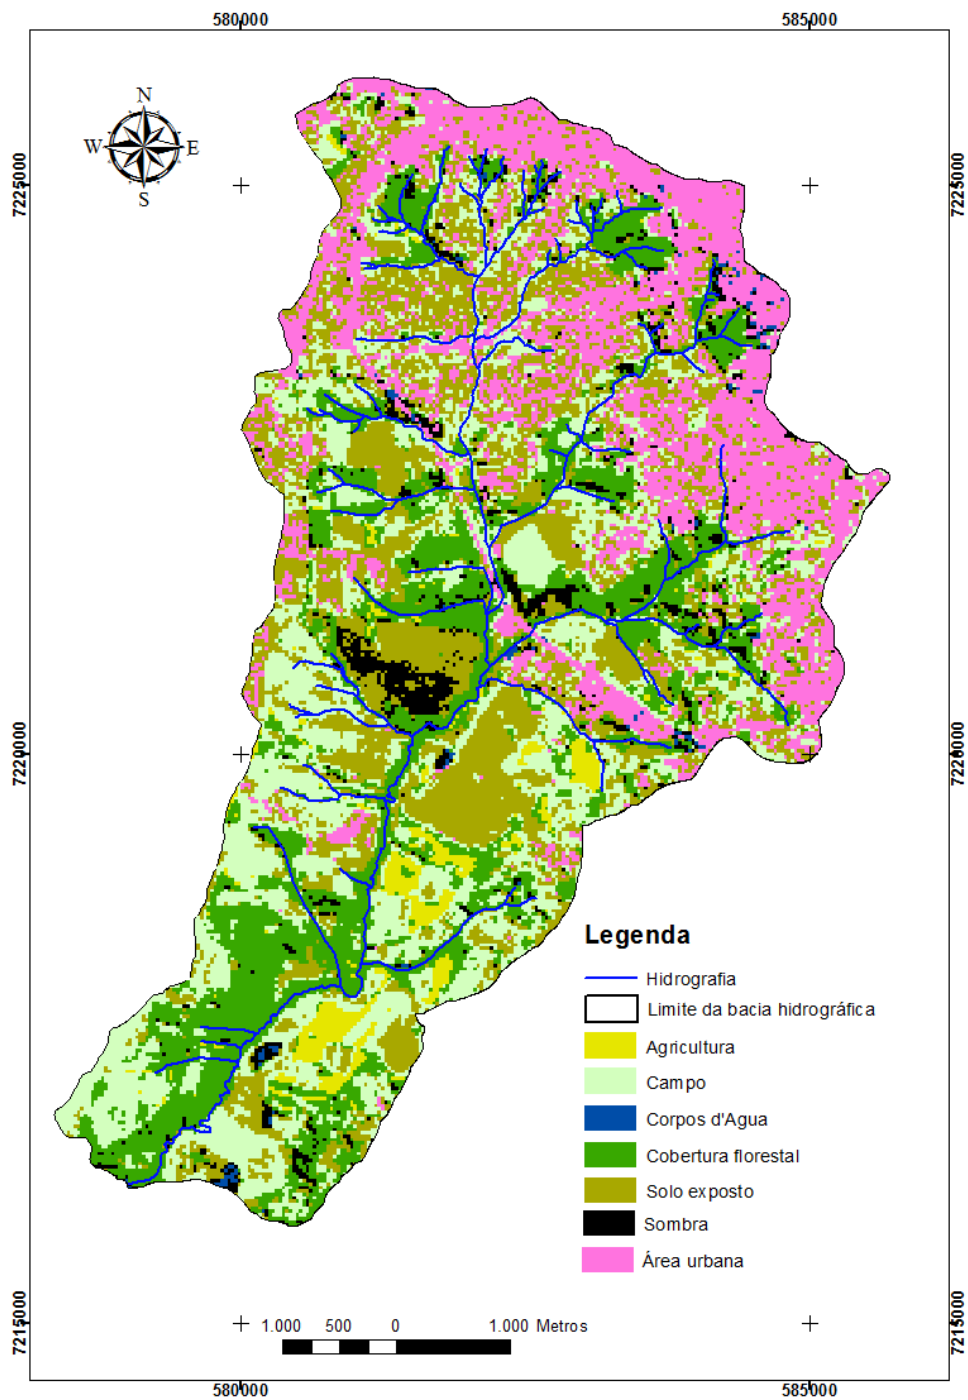 580000 585000
N
W E
S
7225000 7225000
7220000 7220000
Legenda
Hidrografia
Limite da bacia hidrográfica
Agricultura
Campo
Corpos d'Agua
Cobertura florestal
Solo exposto
Sombra
Área urbana
7215000 7215000
1.000 500 0 1.000 Metros
580000 585000